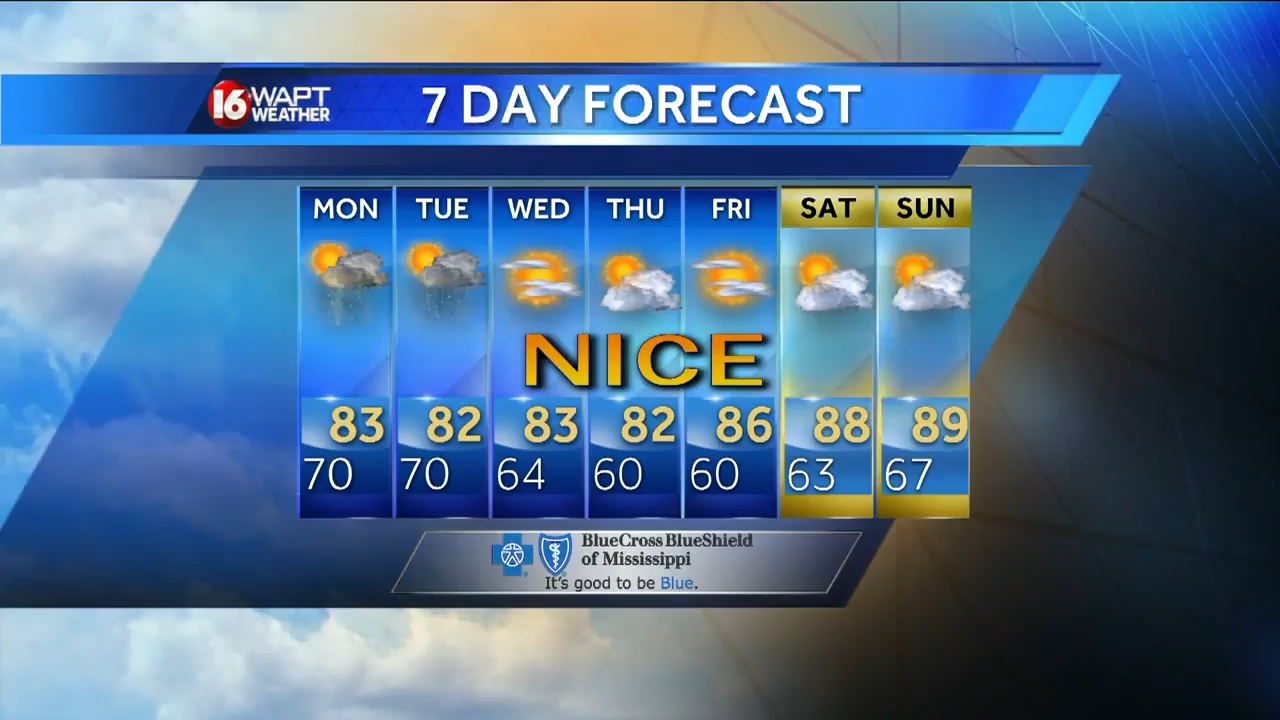 16 WAPT WEATHER
7 DAY FORECAST
MON TUE WED THU FRI SAT SUN
NICE
83 82 83 82 86 88 89
70 70 64 60 60 63 67
BlueCross BlueShield
of Mississippi
It's good to be Blue.